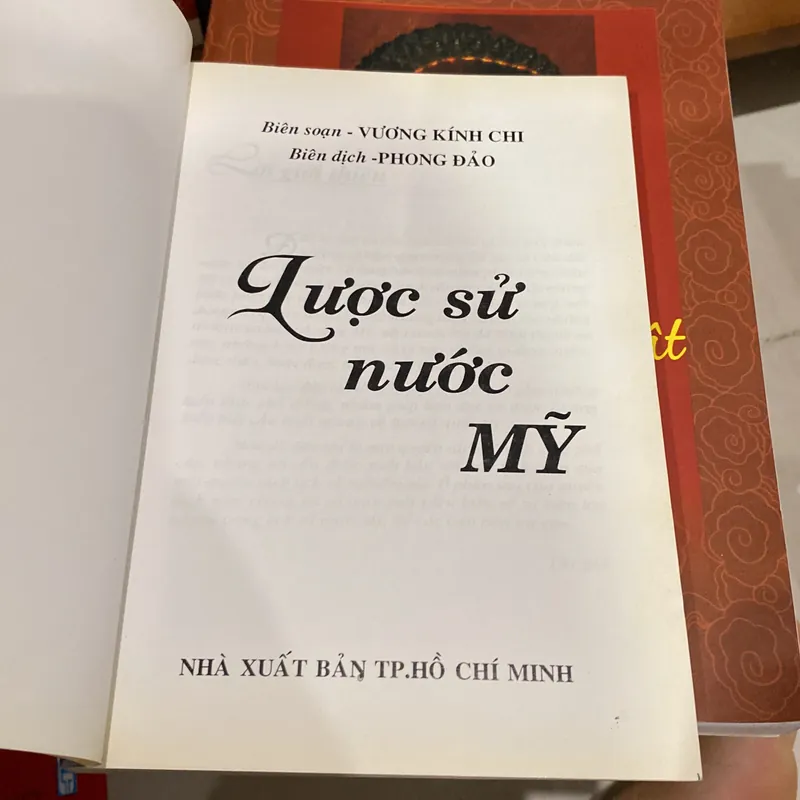 Biên soạn - VƯƠNG KÍNH CHI
Biên dịch -PHONG ĐẢO
Lược sử
nước
MỸ
NHÀ XUẤT BẢN TP.HỒ CHÍ MINH